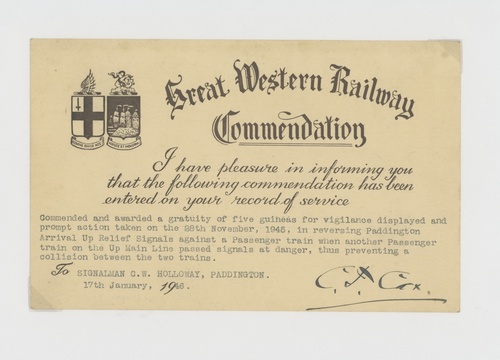 Great Western Railway
Commendation
I have pleasure in informing you
that the following commendation has been
entered on your record of service
Commended and awarded a gratuity of five guineas for vigilance displayed and
prompt action taken on the 28th November, 1945, in reversing Paddington
Arrival Up Relief Signals against a Passenger train when another Passenger
train on the Up Main Line passed signals at danger, thus preventing a
collision between the two trains.
To SIGNALMAN C.W. HOLLOWAY, PADDINGTON.
17th January, 1946.